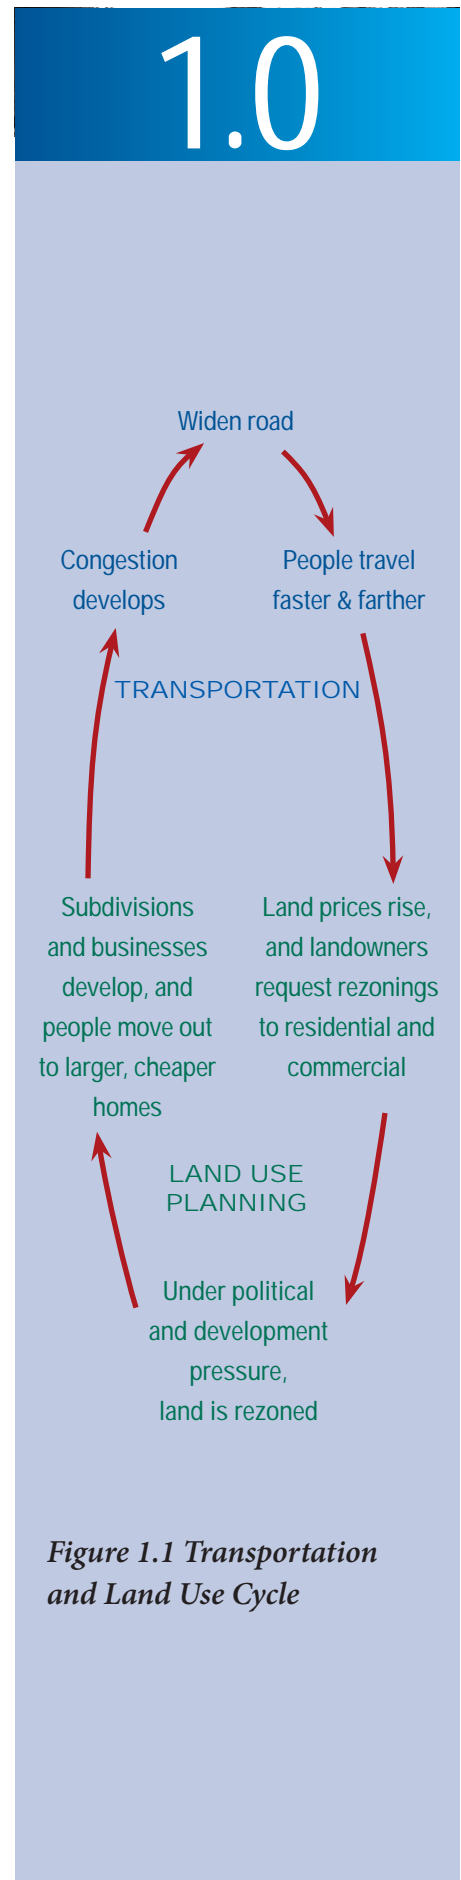 1.0
Widen road
Congestion
develops
People travel
faster & farther
TRANSPORTATION
Subdivisions
and businesses
develop, and
people move out
to larger, cheaper
homes
Land prices rise,
and landowners
request rezonings
to residential and
commercial
LAND USE
PLANNING
Under political
and development
pressure,
land is rezoned
Figure 1.1 Transportation
and Land Use Cycle